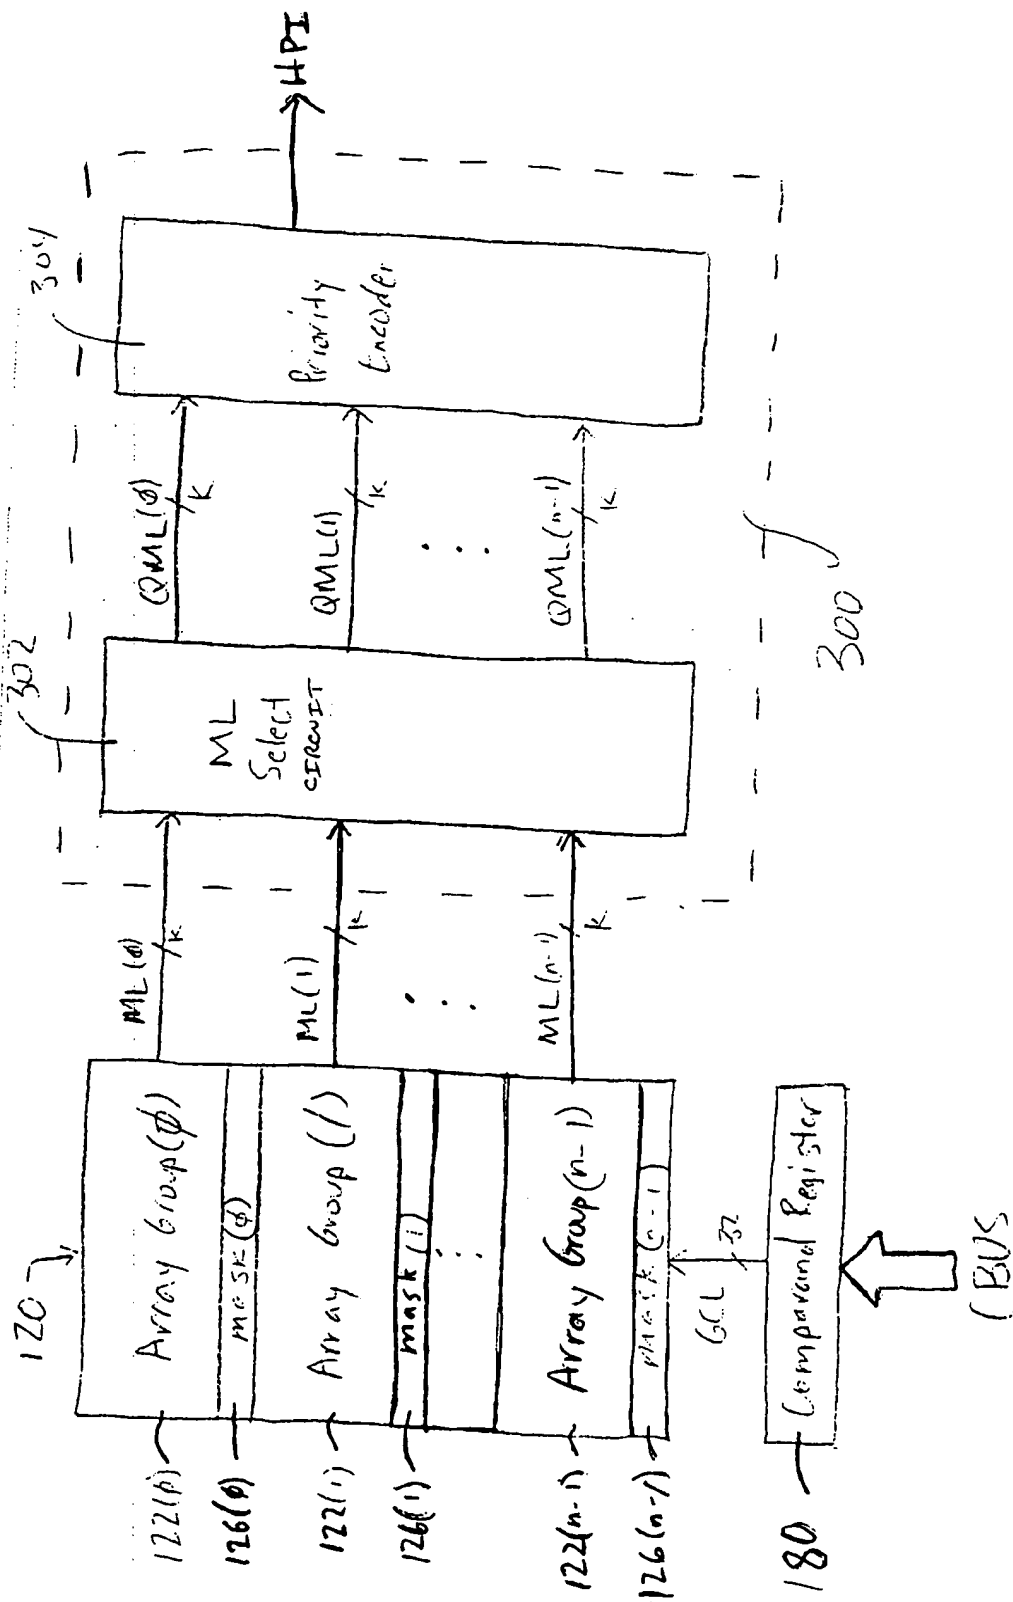 120
Array Group(ϕ)
mask(ϕ)
Array Group(1)
mask(1)
⋮
Array Group(n-1)
mask(n-1)
122(ϕ)
126(ϕ)
122(1)
126(1)
122(n-1)
126(n-1)
GCL
32
180
Comparand Register
CBUS
ML(ϕ)
K
ML(1)
K
⋮
ML(n-1)
K
302
ML
Select
CIRCUIT
QML(ϕ)
K
QML(1)
K
⋮
QML(n-1)
K
304
Priority
Encoder
300
HPI